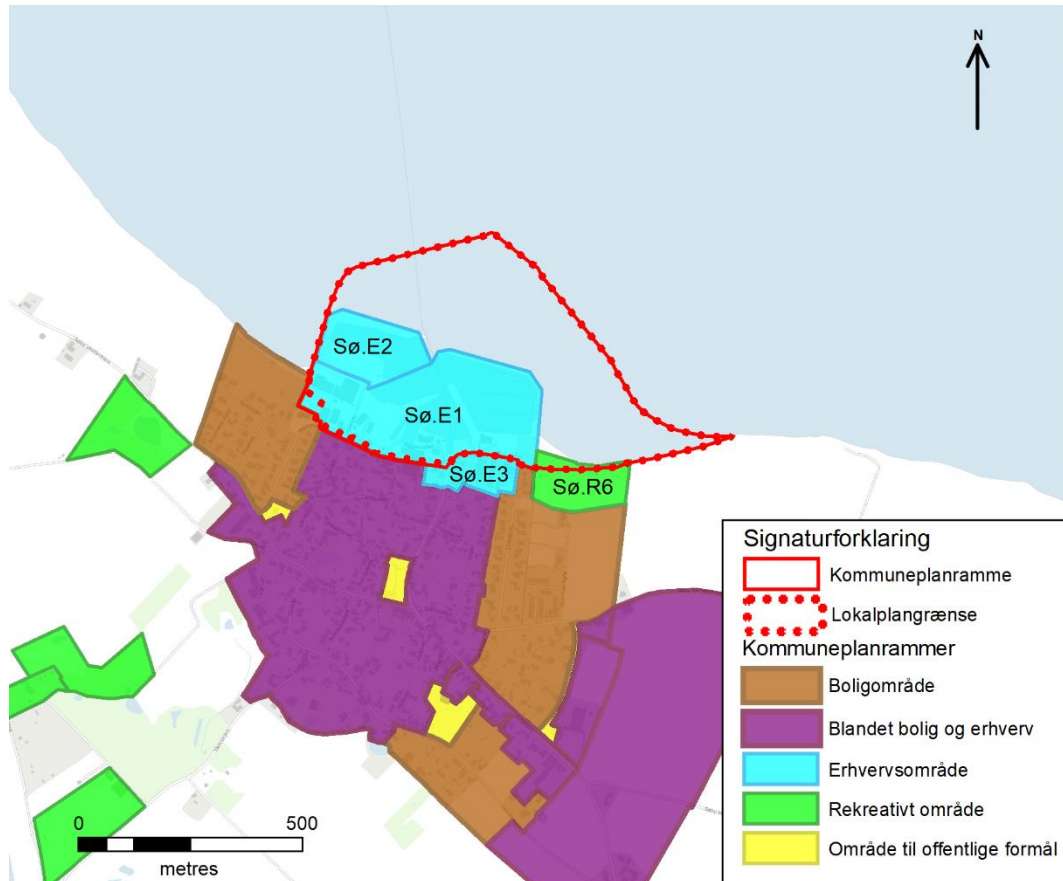 N
Sø.E2
Sø.E1
Sø.E3
Sø.R6
Signaturforklaring
Kommuneplanramme
Lokalplangrænse
Kommuneplanrammer
Boligområde
Blandet bolig og erhverv
Erhvervsområde
Rekreativt område
Område til offentlige formål
0 500
metres